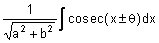 1/√(a² + b²) ∫ cosec(x ± θ)dx